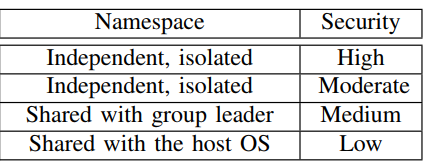 Namespace Security
Independent, isolated High
Independent, isolated Moderate
Shared with group leader Medium
Shared with the host OS Low